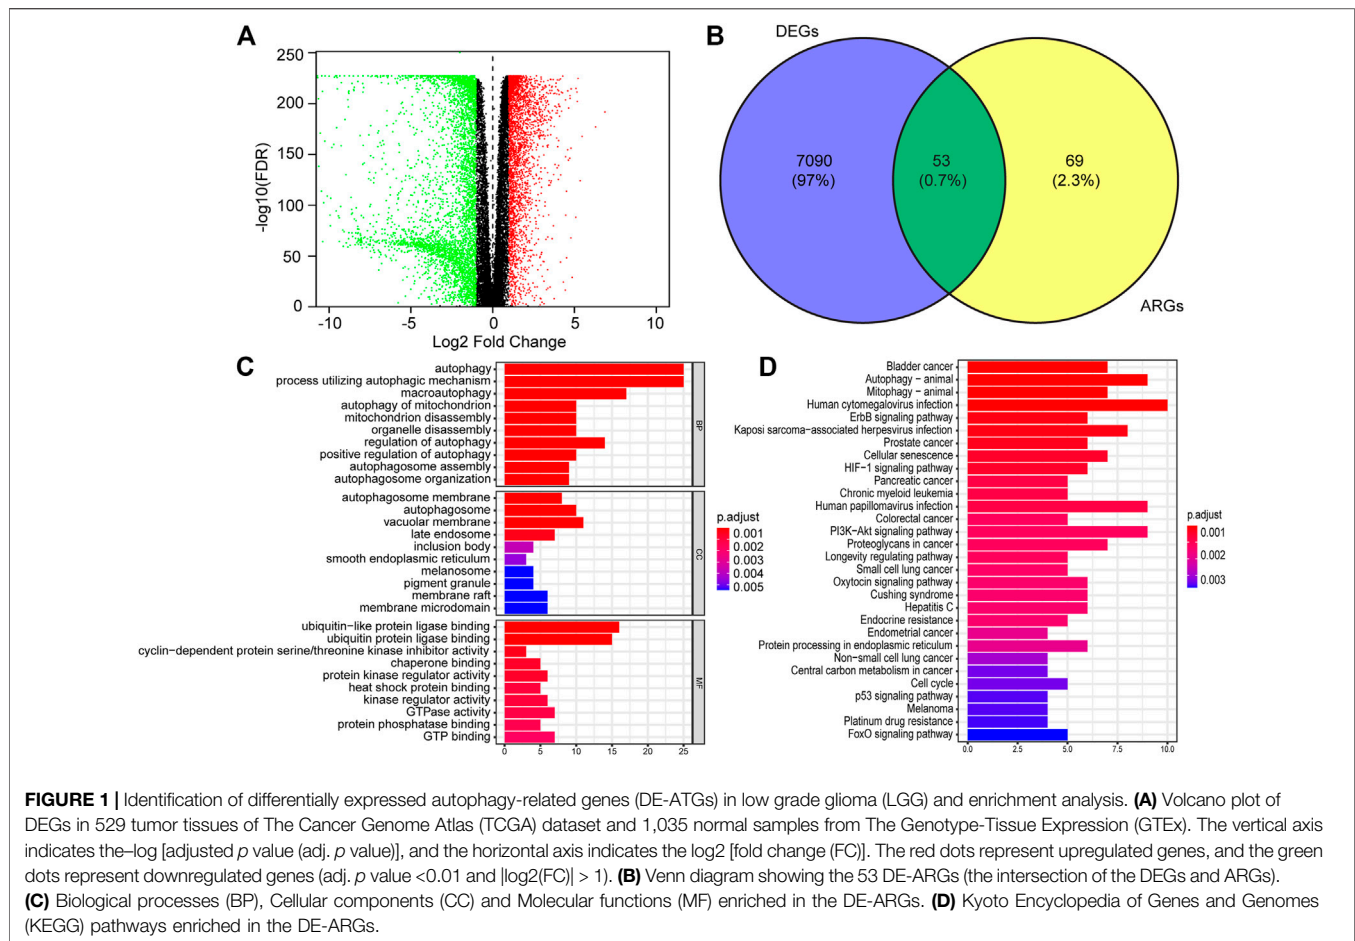 A
250
200
150
100
50
0
-log10(FDR)
-10 -5 0 5 10
Log2 Fold Change
B
DEGs
7090
(97%)
53
(0.7%)
69
(2.3%)
ARGs
C
autophagy
process utilizing autophagic mechanism
macroautophagy
autophagy of mitochondrion
mitochondrion disassembly
organelle disassembly
regulation of autophagy
positive regulation of autophagy
autophagosome assembly
autophagosome organization
BP
autophagosome membrane
autophagosome
vacuolar membrane
late endosome
inclusion body
smooth endoplasmic reticulum
melanosome
pigment granule
membrane raft
membrane microdomain
CC
ubiquitin−like protein ligase binding
ubiquitin protein ligase binding
cyclin−dependent protein serine/threonine kinase inhibitor activity
chaperone binding
protein kinase regulator activity
heat shock protein binding
kinase regulator activity
GTPase activity
protein phosphatase binding
GTP binding
MF
0 5 10 15 20 25
p.adjust
0.001
0.002
0.003
0.004
0.005
D
Bladder cancer
Autophagy − animal
Mitophagy − animal
Human cytomegalovirus infection
ErbB signaling pathway
Kaposi sarcoma−associated herpesvirus infection
Prostate cancer
Cellular senescence
HIF−1 signaling pathway
Pancreatic cancer
Chronic myeloid leukemia
Human papillomavirus infection
Colorectal cancer
PI3K−Akt signaling pathway
Proteoglycans in cancer
Longevity regulating pathway
Small cell lung cancer
Oxytocin signaling pathway
Cushing syndrome
Hepatitis C
Endocrine resistance
Endometrial cancer
Protein processing in endoplasmic reticulum
Non−small cell lung cancer
Central carbon metabolism in cancer
Cell cycle
p53 signaling pathway
Melanoma
Platinum drug resistance
FoxO signaling pathway
0.0 2.5 5.0 7.5 10.0
p.adjust
0.001
0.002
0.003
FIGURE 1 | Identification of differentially expressed autophagy-related genes (DE-ATGs) in low grade glioma (LGG) and enrichment analysis. (A) Volcano plot of
DEGs in 529 tumor tissues of The Cancer Genome Atlas (TCGA) dataset and 1,035 normal samples from The Genotype-Tissue Expression (GTEx). The vertical axis
indicates the–log [adjusted p value (adj. p value)], and the horizontal axis indicates the log2 [fold change (FC)]. The red dots represent upregulated genes, and the green
dots represent downregulated genes (adj. p value <0.01 and |log2(FC)| > 1). (B) Venn diagram showing the 53 DE-ARGs (the intersection of the DEGs and ARGs).
(C) Biological processes (BP), Cellular components (CC) and Molecular functions (MF) enriched in the DE-ARGs. (D) Kyoto Encyclopedia of Genes and Genomes
(KEGG) pathways enriched in the DE-ARGs.